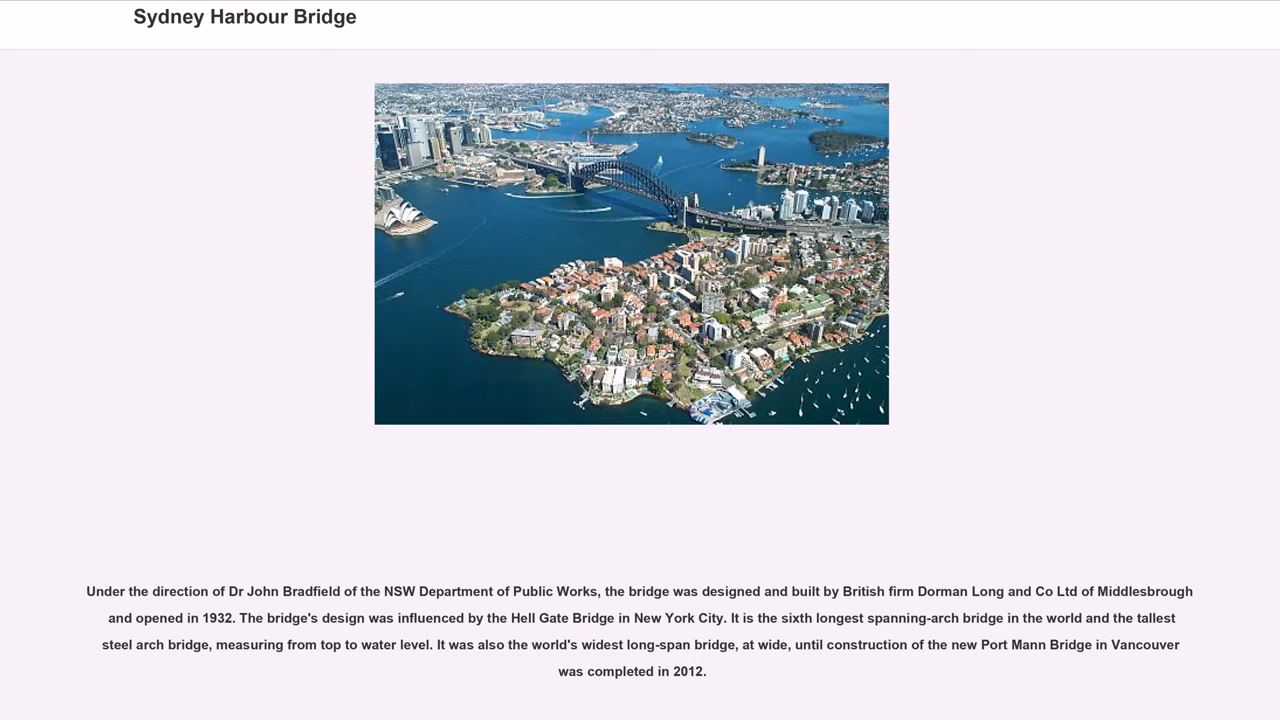 Sydney Harbour Bridge
Under the direction of Dr John Bradfield of the NSW Department of Public Works, the bridge was designed and built by British firm Dorman Long and Co Ltd of Middlesbrough
and opened in 1932. The bridge's design was influenced by the Hell Gate Bridge in New York City. It is the sixth longest spanning-arch bridge in the world and the tallest
steel arch bridge, measuring from top to water level. It was also the world's widest long-span bridge, at wide, until construction of the new Port Mann Bridge in Vancouver
was completed in 2012.